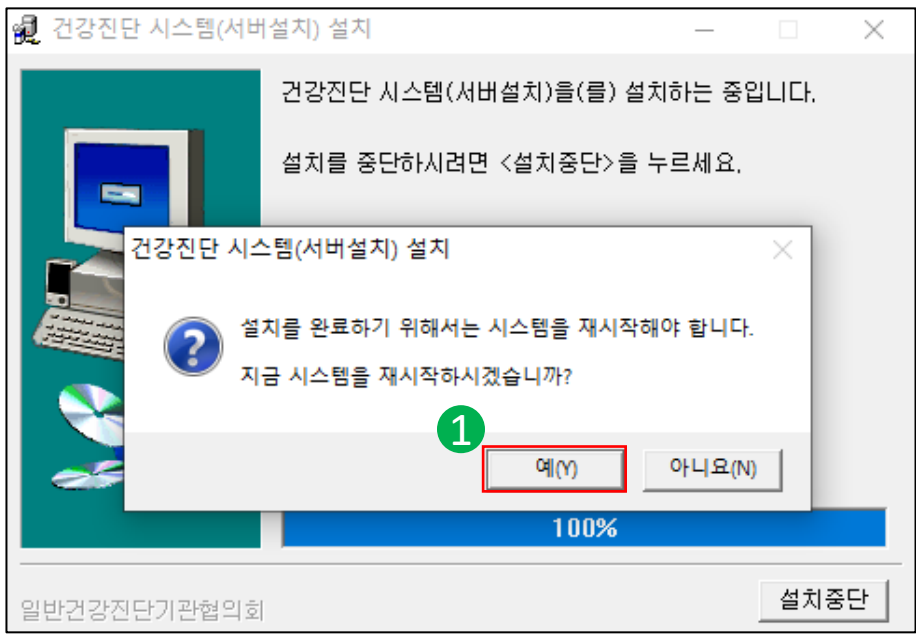 건강진단 시스템(서버설치) 설치
건강진단 시스템(서버설치)을(를) 설치하는 중입니다.
설치를 중단하시려면 <설치중단>을 누르세요.
건강진단 시스템(서버설치) 설치
설치를 완료하기 위해서는 시스템을 재시작해야 합니다.
지금 시스템을 재시작하시겠습니까?
1
예(Y) 아니요(N)
100%
일반건강진단기관협의회
설치중단